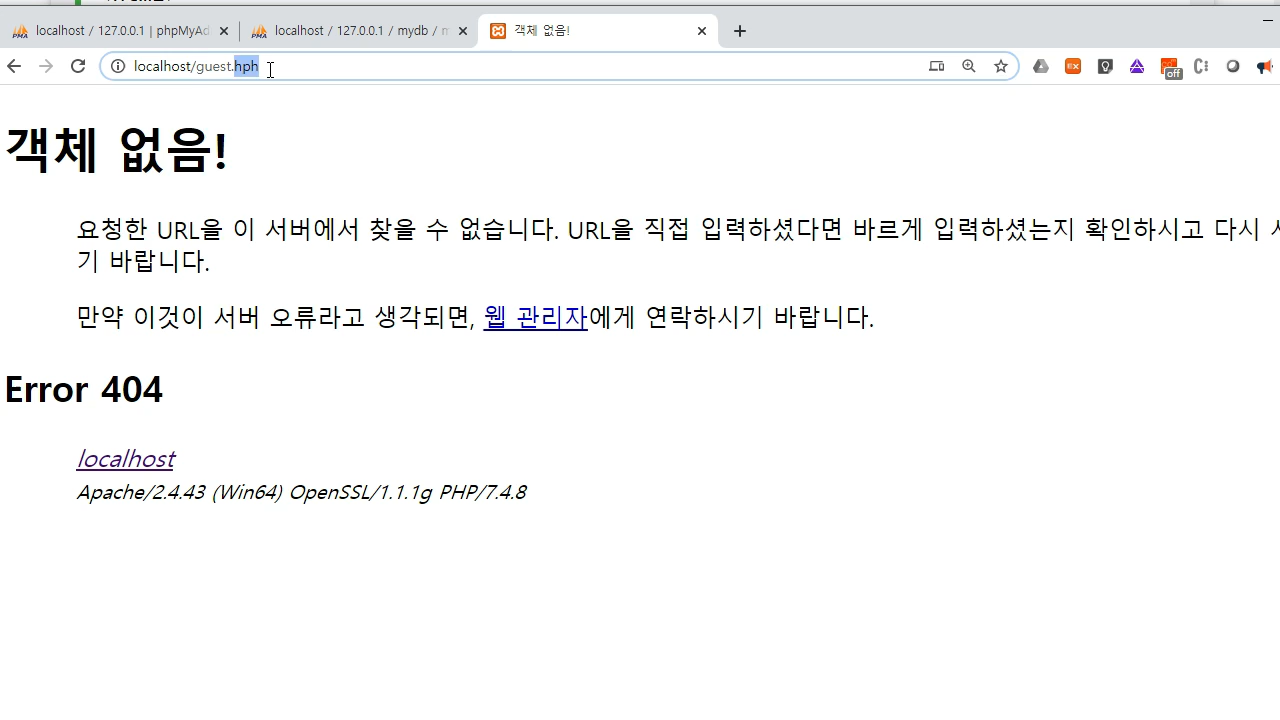 localhost / 127.0.0.1 | phpMyAd
localhost / 127.0.0.1 / mydb / m
객체 없음!
localhost/guest.hph
EX
off
객체 없음!
요청한 URL을 이 서버에서 찾을 수 없습니다. URL을 직접 입력하셨다면 바르게 입력하셨는지 확인하시고 다시
기 바랍니다.
만약 이것이 서버 오류라고 생각되면, 웹 관리자에게 연락하시기 바랍니다.
Error 404
localhost
Apache/2.4.43 (Win64) OpenSSL/1.1.1g PHP/7.4.8